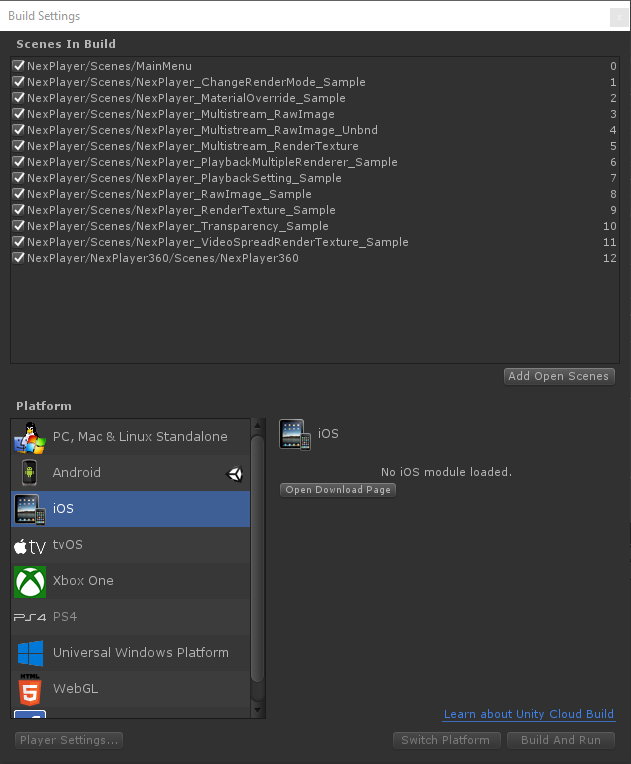 Build Settings
Scenes In Build
NexPlayer/Scenes/MainMenu 0
NexPlayer/Scenes/NexPlayer_ChangeRenderMode_Sample 1
NexPlayer/Scenes/NexPlayer_MaterialOverride_Sample 2
NexPlayer/Scenes/NexPlayer_Multistream_RawImage 3
NexPlayer/Scenes/NexPlayer_Multistream_RawImage_Unbnd 4
NexPlayer/Scenes/NexPlayer_Multistream_RenderTexture 5
NexPlayer/Scenes/NexPlayer_PlaybackMultipleRenderer_Sample 6
NexPlayer/Scenes/NexPlayer_PlaybackSetting_Sample 7
NexPlayer/Scenes/NexPlayer_RawImage_Sample 8
NexPlayer/Scenes/NexPlayer_RenderTexture_Sample 9
NexPlayer/Scenes/NexPlayer_Transparency_Sample 10
NexPlayer/Scenes/NexPlayer_VideoSpreadRenderTexture_Sample 11
NexPlayer/NexPlayer360/Scenes/NexPlayer360 12
Add Open Scenes
Platform
PC, Mac & Linux Standalone
Android
iOS
tv tvOS
Xbox One
PS4 PS4
Universal Windows Platform
HTML
5 WebGL
iOS
No iOS module loaded.
Open Download Page
Learn about Unity Cloud Build
Player Settings...
Switch Platform
Build And Run